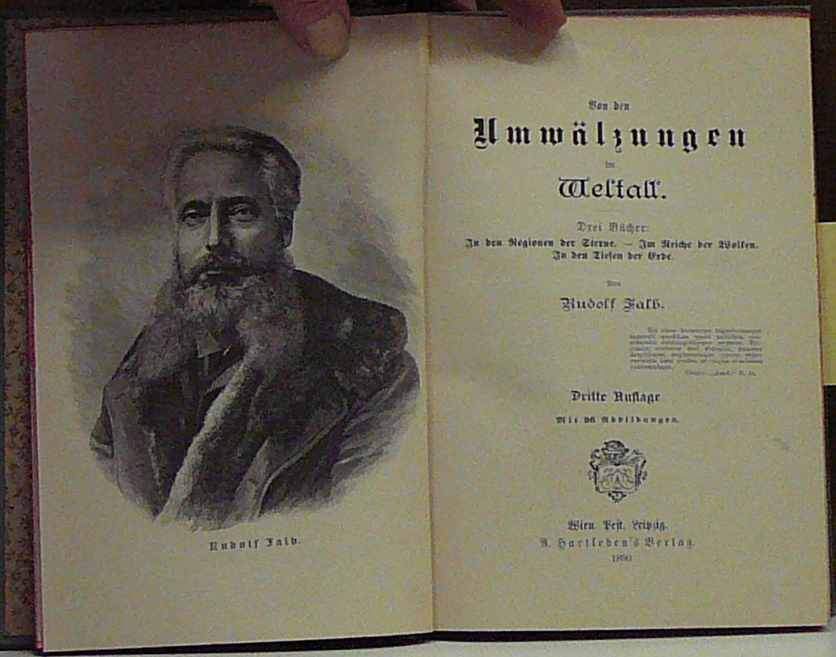 Rudolf Falb.
Von den
Umwälzungen
im
Weltall.
Drei Bücher:
In den Regionen der Sterne. — Im Reiche der Wolken.
In den Tiefen der Erde.
Von
Rudolf Falb.
Dritte Auflage
Mit 96 Abbildungen.
Wien. Pest. Leipzig.
A. Hartleben's Verlag.
1890